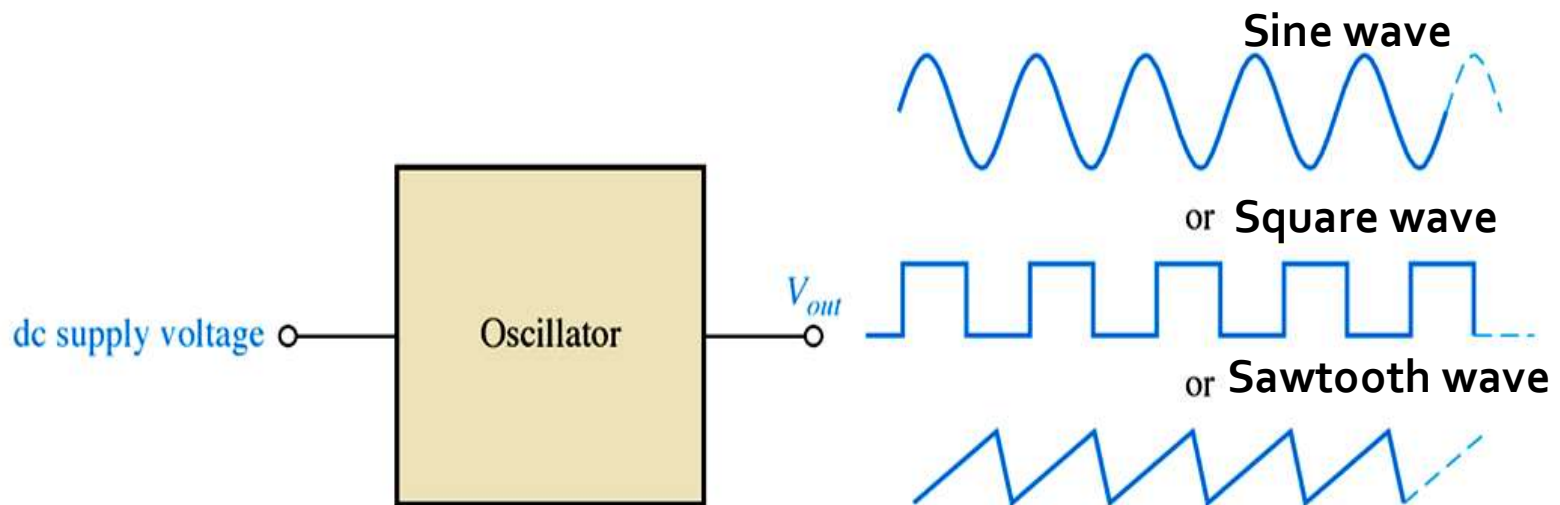 Sine wave
or Square wave
dc supply voltage
Oscillator
Vout
or Sawtooth wave